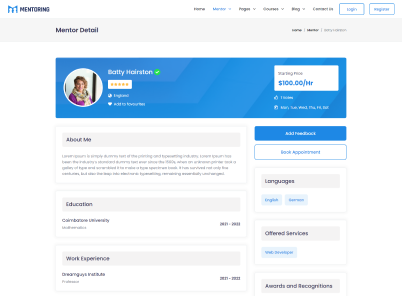 MENTORING
Home Mentor Pages Courses Blog Contact Us Login Register
Mentor Detail
Home Mentor Batty Hairston
Batty Hairston
England
Add to favourites
Starting Price
$100.00/Hr
Mon, Tue, Wed, Thu, Fri, Sat
Add Feedback
Book Appointment
About Me
Lorem Ipsum is simply dummy text of the printing and typesetting industry. Lorem Ipsum has
been the industry's standard dummy text ever since the 1500s, when an unknown printer took a
galley of type and scrambled it to make a type specimen book. It has survived not only five
centuries, but also the leap into electronic typesetting, remaining essentially unchanged.
Education
Coimbatore University
Mathematics
2021 - 2022
Work Experience
Dreamguys Institute
Professor
2021 - 2022
Languages
English German
Offered Services
Web Developer
Awards and Recognitions